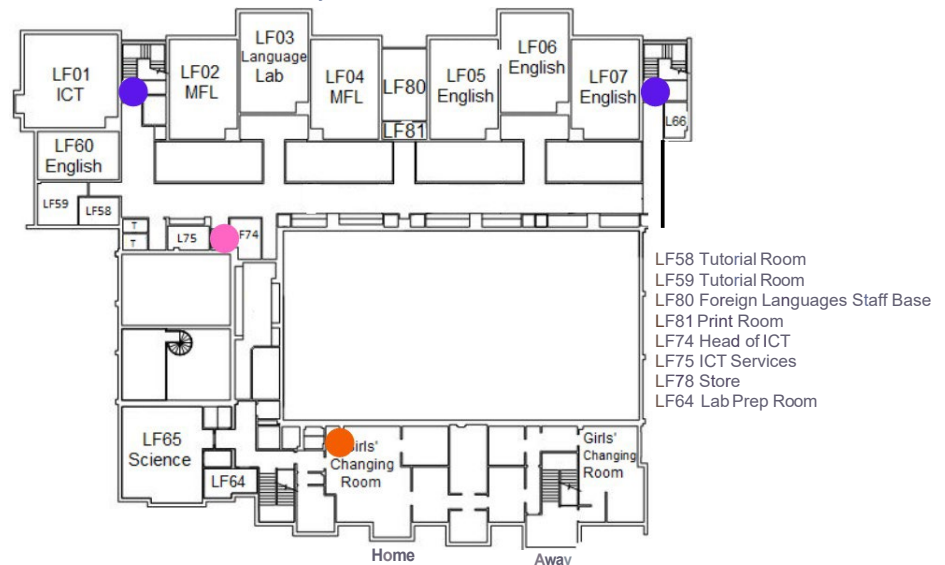 LF01
ICT
LF02
MFL
LF03
Language
Lab
LF04
MFL
LF80
LF81
LF05
English
LF06
English
LF07
English
L66
LF60
English
LF59
LF58
T
T
L75
F74
LF58 Tutorial Room
LF59 Tutorial Room
LF80 Foreign Languages Staff Base
LF81 Print Room
LF74 Head of ICT
LF75 ICT Services
LF78 Store
LF64 Lab Prep Room
LF65
Science
LF64
Girls'
Changing
Room
Girls'
Changing
Room
Home
Away